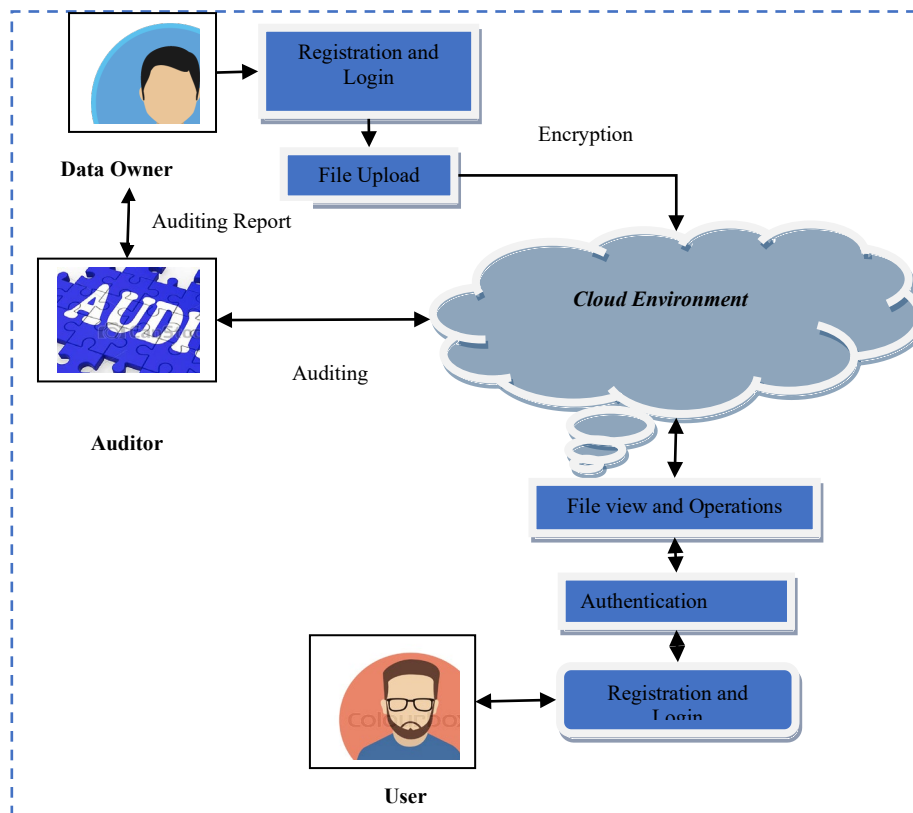 Registration and
Login
Encryption
Data Owner
File Upload
Auditing Report
Cloud Environment
Auditing
Auditor
File view and Operations
Authentication
Registration and
Login
User